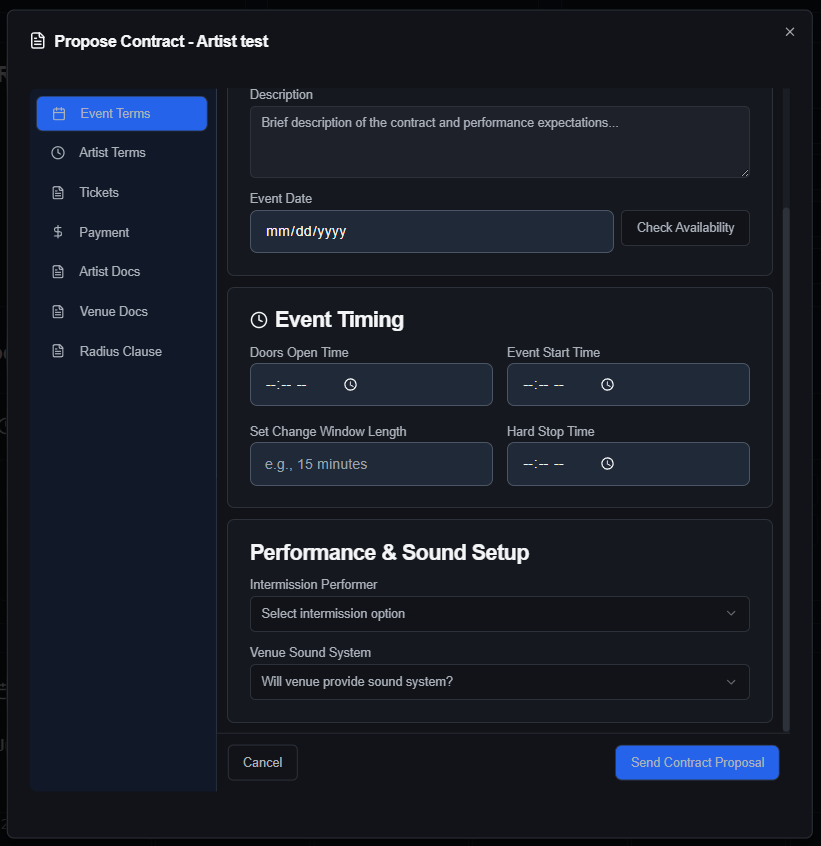 Propose Contract - Artist test
Event Terms
Artist Terms
Tickets
Payment
Artist Docs
Venue Docs
Radius Clause
Description
Brief description of the contract and performance expectations...
Event Date
mm/dd/yyyy
Check Availability
Event Timing
Doors Open Time
Event Start Time
--:-- --
--:-- --
Set Change Window Length
Hard Stop Time
e.g., 15 minutes
--:-- --
Performance & Sound Setup
Intermission Performer
Select intermission option
Venue Sound System
Will venue provide sound system?
Cancel
Send Contract Proposal